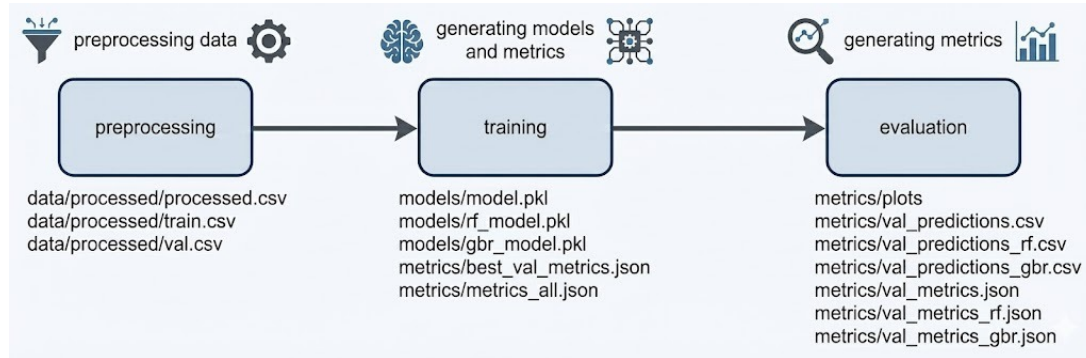 preprocessing data
generating models
and metrics
generating metrics
preprocessing
training
evaluation
data/processed/processed.csv
data/processed/train.csv
data/processed/val.csv
models/model.pkl
models/rf_model.pkl
models/gbr_model.pkl
metrics/best_val_metrics.json
metrics/metrics_all.json
metrics/plots
metrics/val_predictions.csv
metrics/val_predictions_rf.csv
metrics/val_predictions_gbr.csv
metrics/val_metrics.json
metrics/val_metrics_rf.json
metrics/val_metrics_gbr.json